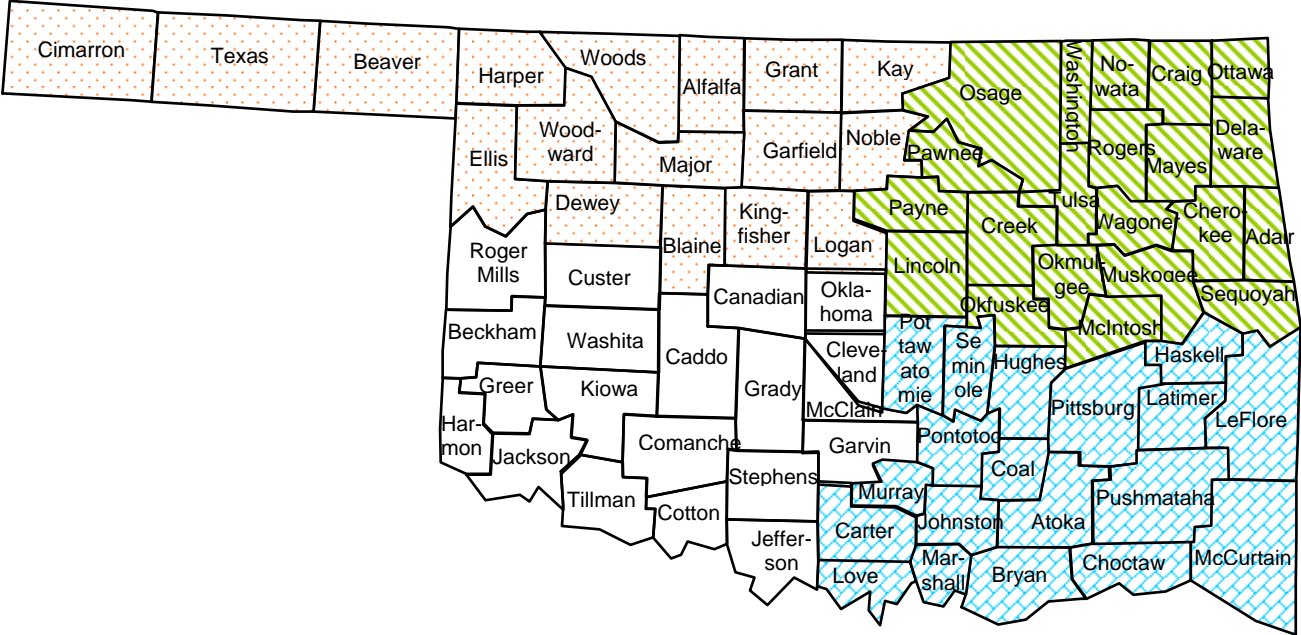 Cimarron
Texas
Beaver
Harper
Woods
Alfalfa
Grant
Kay
Osage
Washington
No-
wata
Craig
Ottawa
Ellis
Wood-
ward
Major
Garfield
Noble
Pawnee
Rogers
Mayes
Dela-
ware
Dewey
Blaine
King-
fisher
Logan
Payne
Creek
ulsa
Wagoner
Chero-
kee
Adair
Roger
Mills
Custer
Canadian
Okla-
homa
Lincoln
Okfuskee
Okmul-
gee
Muskogee
Sequoyah
Beckham
Washita
Caddo
Grady
Cleve-
land
McClain
Pot
taw
ato
mie
Se
min
ole
Hughes
McIntosh
Haskell
Pittsburg
Latimer
LeFlore
Greer
Kiowa
Har-
mon
Jackson
Comanche
Garvin
Pontotoc
Coal
Tillman
Cotton
Stephens
Murray
Carter
Johnston
Atoka
Pushmataha
Jeffer-
son
Love
Mar-
shall
Bryan
Choctaw
McCurtain